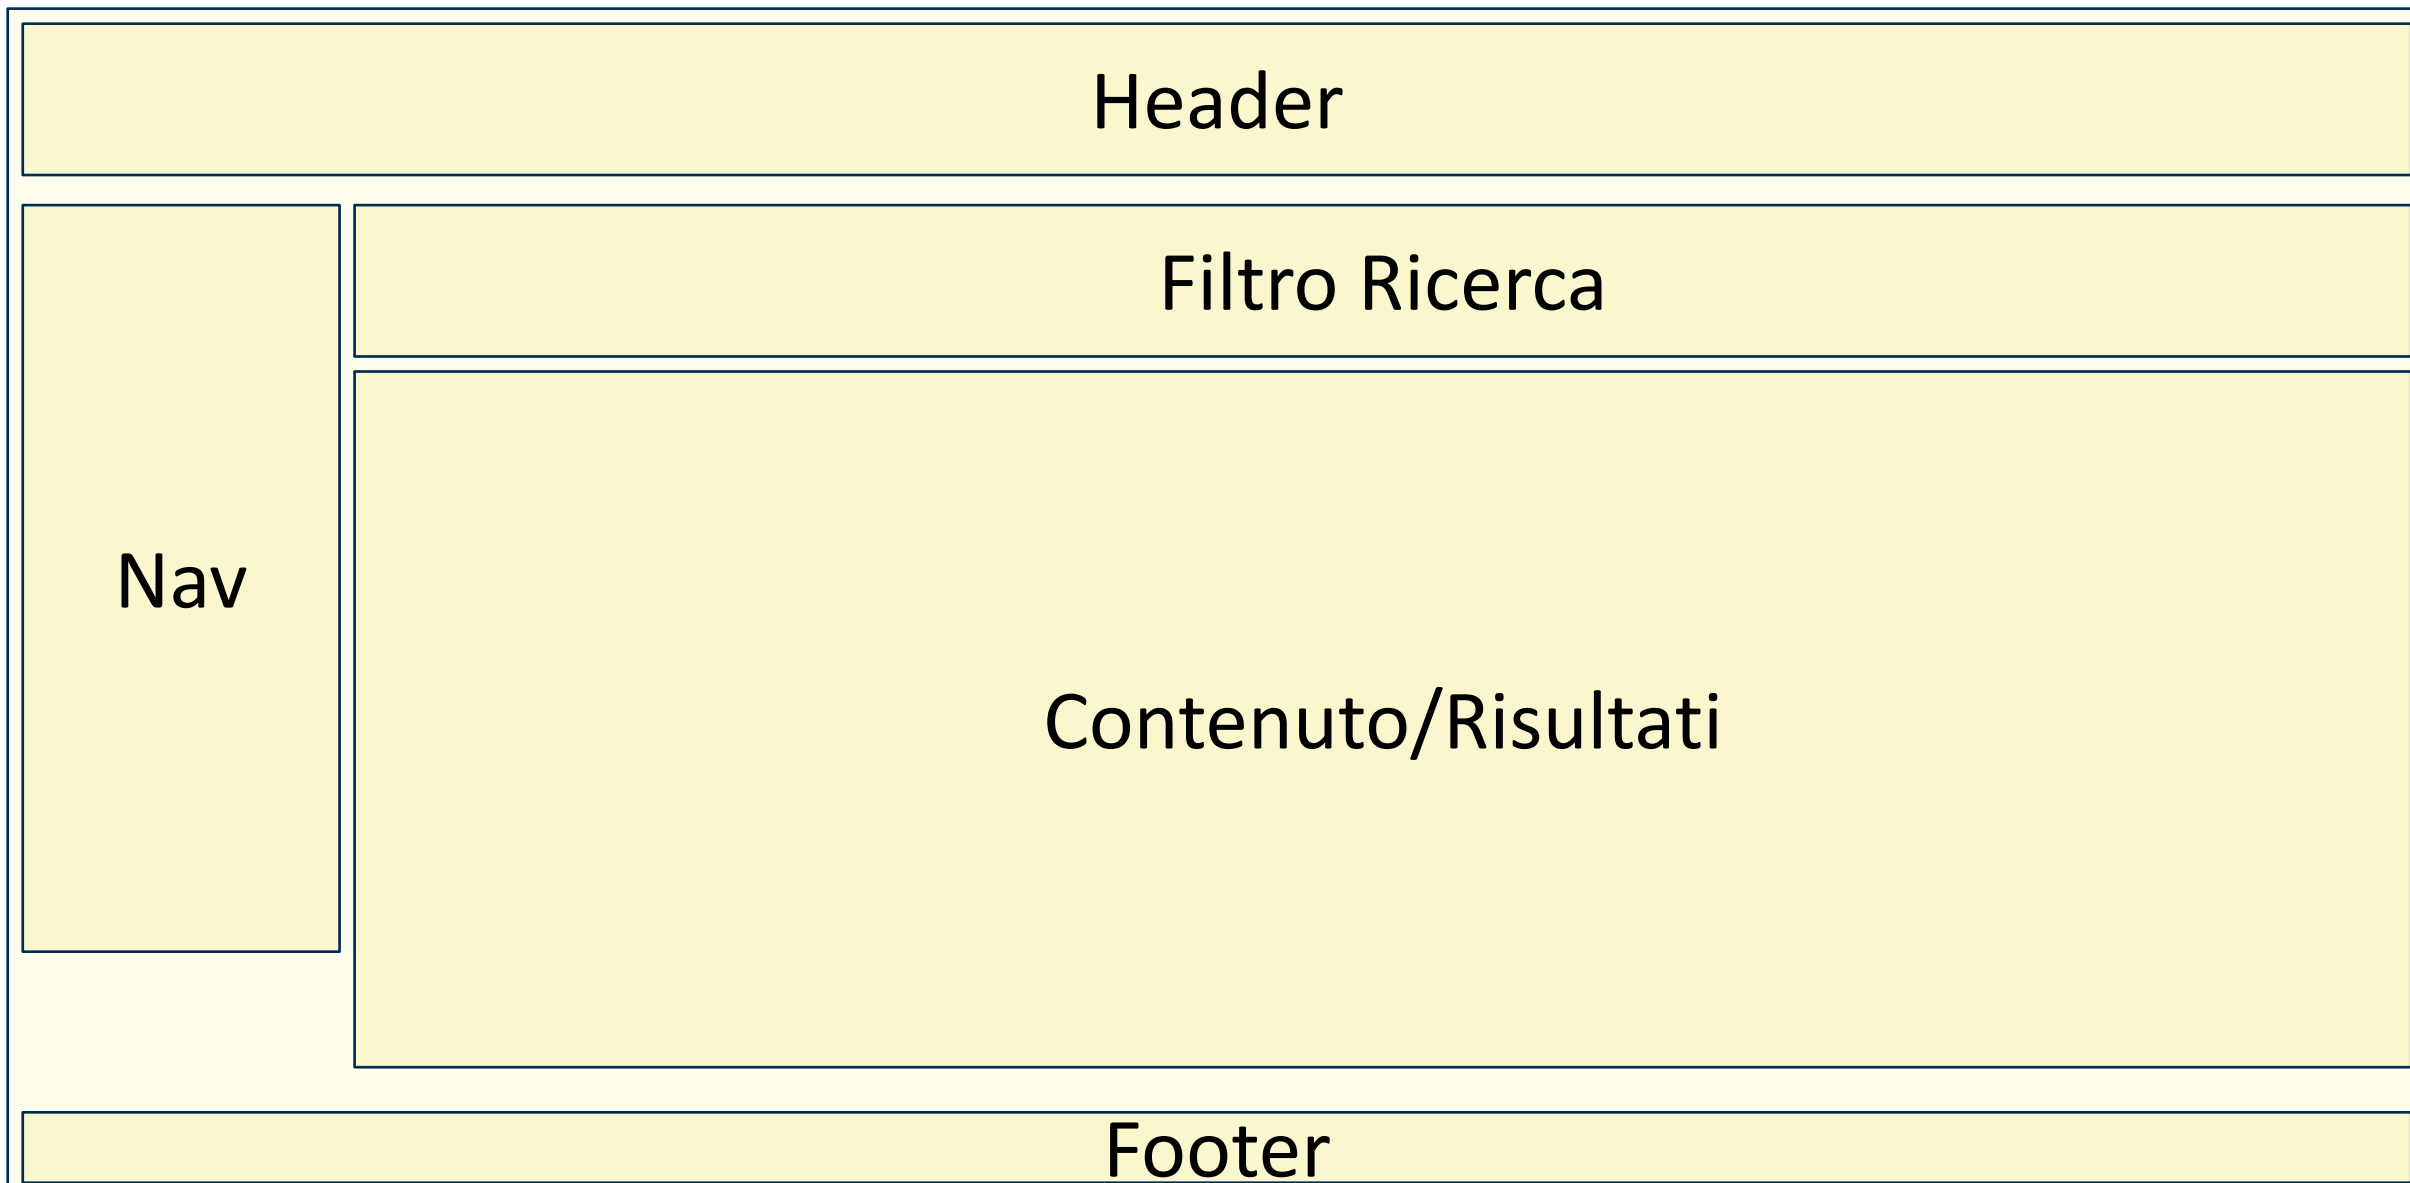 Header
Filtro Ricerca
Nav
Contenuto/Risultati
Footer